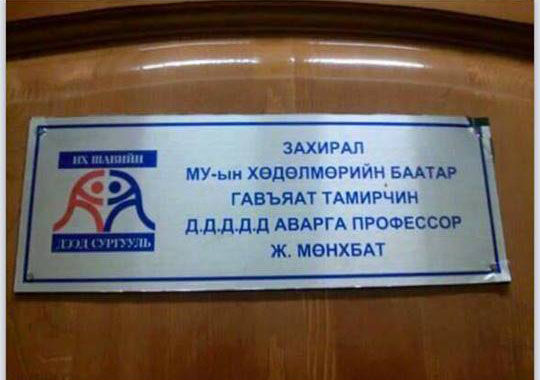 ИХ ШАВИЙН
ДЭЭД СУРГУУЛЬ
ЗАХИРАЛ
МУ-ын ХӨДӨЛМӨРИЙН БААТАР
ГАВЪЯАТ ТАМИРЧИН
Д.Д.Д.Д.Д АВАРГА ПРОФЕССОР
Ж. МӨНХБАТ